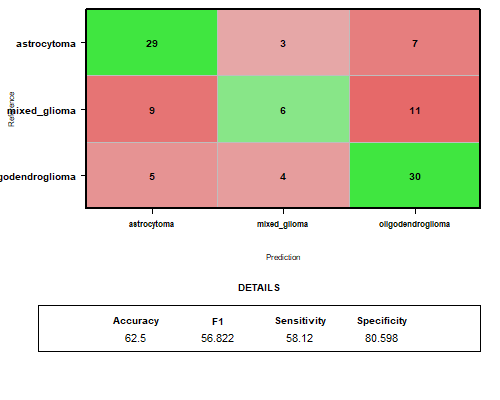 astrocytoma 29 3 7
mixed_glioma 9 6 11
godendroglioma 5 4 30
Reference
astrocytoma mixed_glioma oligodendroglioma
Prediction
DETAILS
Accuracy F1 Sensitivity Specificity
62.5 56.822 58.12 80.598